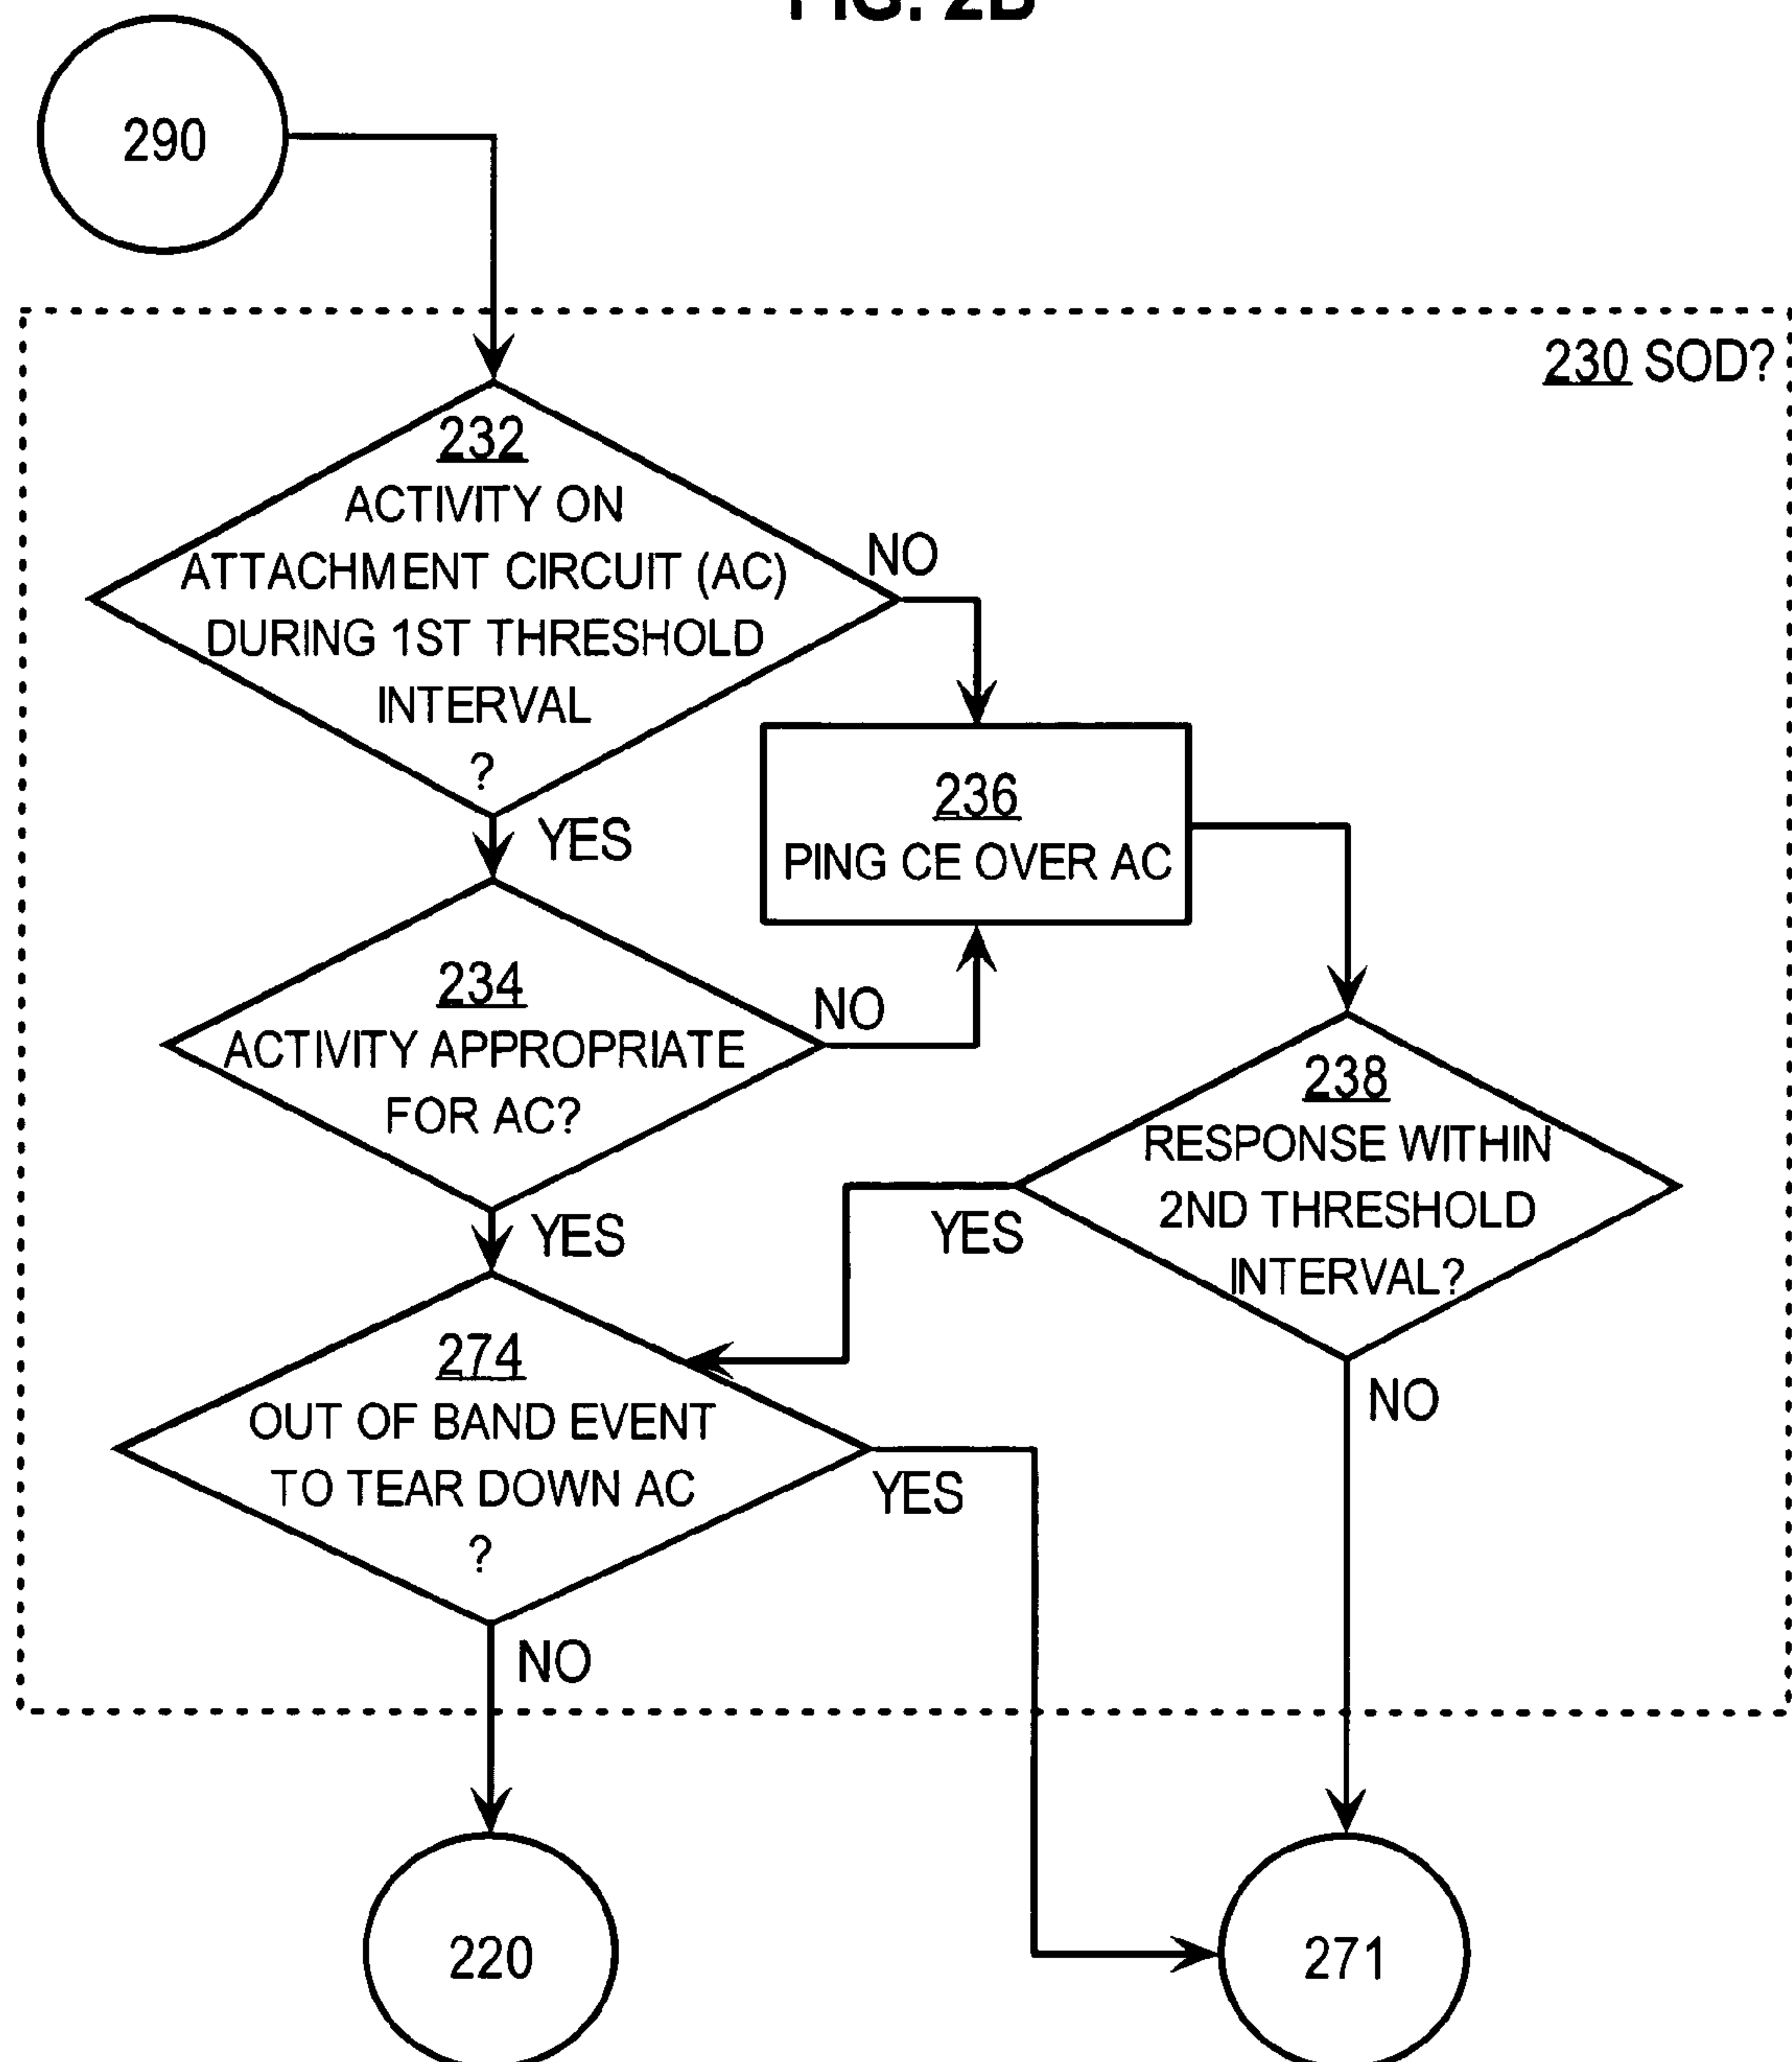 FIG. 2B
290
230 SOD?
232
ACTIVITY ON
ATTACHMENT CIRCUIT (AC)
DURING 1ST THRESHOLD
INTERVAL
?
NO
YES
236
PING CE OVER AC
234
ACTIVITY APPROPRIATE
FOR AC?
NO
YES
238
RESPONSE WITHIN
2ND THRESHOLD
INTERVAL?
YES
NO
274
OUT OF BAND EVENT
TO TEAR DOWN AC
?
YES
NO
220
271